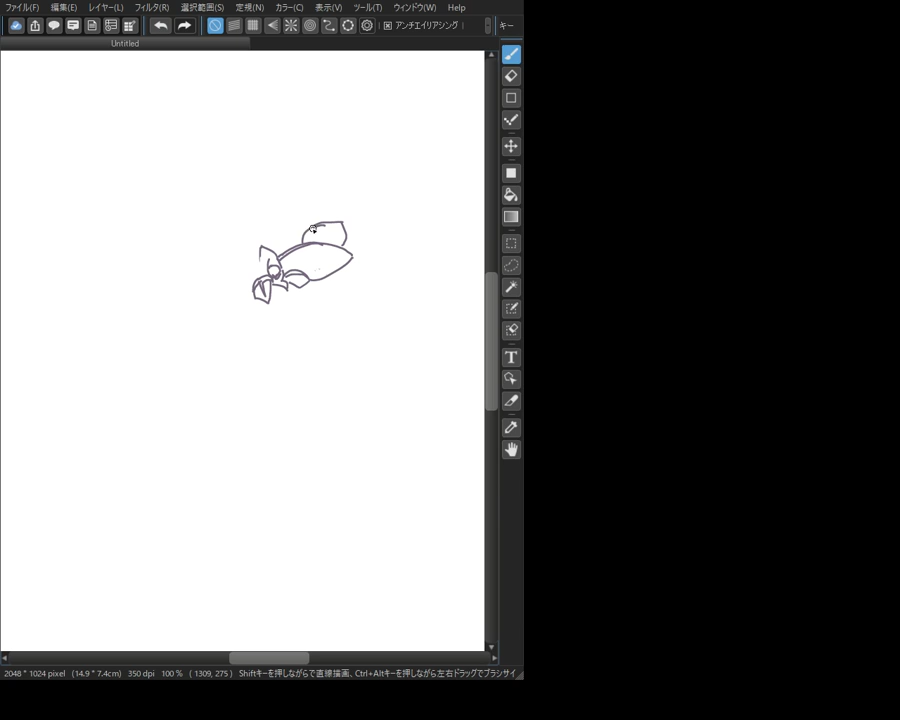 ファイル(F) 編集(E) レイヤー(L) フィルタ(R) 選択範囲(S) 定規(N) カラー(C) 表示(V) ツール(T) ウィンドウ(W) Help
アンチエイリアシング キー
Untitled
T
2048 * 1024 pixel (14.9 * 7.4cm) 350 dpi 100 % ( 1309, 275 ) Shiftキーを押しながらで直線描画、Ctrl+Altキーを押しながら左右ドラッグでブラシサイ